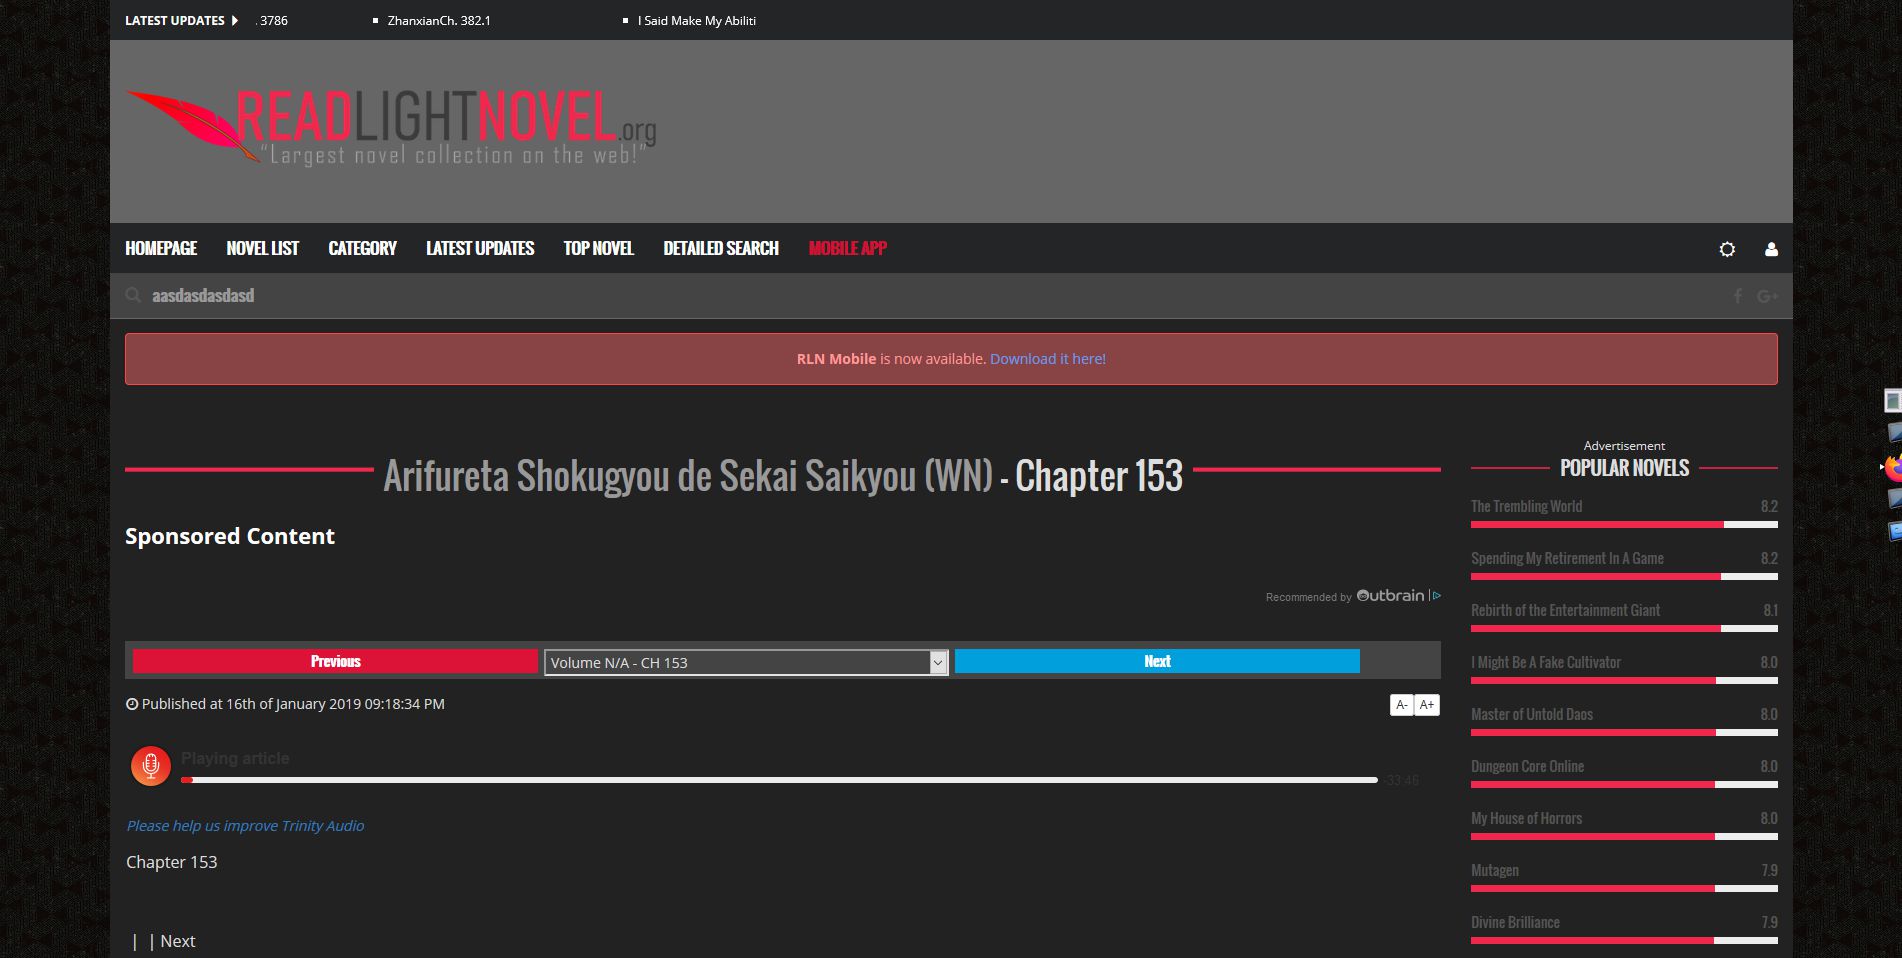 LATEST UPDATES
. 3786
ZhanxianCh. 382.1
I Said Make My Abiliti
READLIGHTNOVEL.org
“Largest novel collection on the web!”
HOMEPAGE NOVEL LIST CATEGORY LATEST UPDATES TOP NOVEL DETAILED SEARCH MOBILE APP
aasdasdasdasd
RLN Mobile is now available. Download it here!
Arifureta Shokugyou de Sekai Saikyou (WN) - Chapter 153
Sponsored Content
Recommended by Outbrain
Previous
Volume N/A - CH 153
Next
Published at 16th of January 2019 09:18:34 PM
A- A+
Playing article
-33:46
Please help us improve Trinity Audio
Chapter 153
| | Next
Advertisement
POPULAR NOVELS
The Trembling World 8.2
Spending My Retirement In A Game 8.2
Rebirth of the Entertainment Giant 8.1
I Might Be A Fake Cultivator 8.0
Master of Untold Daos 8.0
Dungeon Core Online 8.0
My House of Horrors 8.0
Mutagen 7.9
Divine Brilliance 7.9